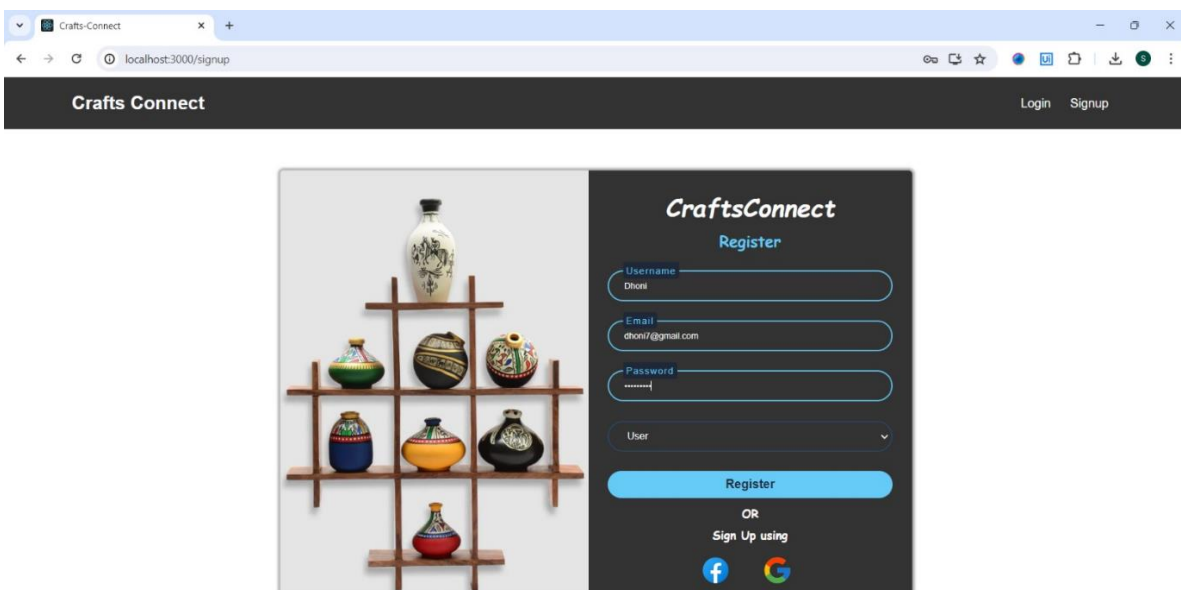 Crafts-Connect
localhost:3000/signup
UI
S
Crafts Connect
Login Signup
CraftsConnect
Register
Username
Dhoni
Email
dhoni7@gmail.com
Password
User
Register
OR
Sign Up using